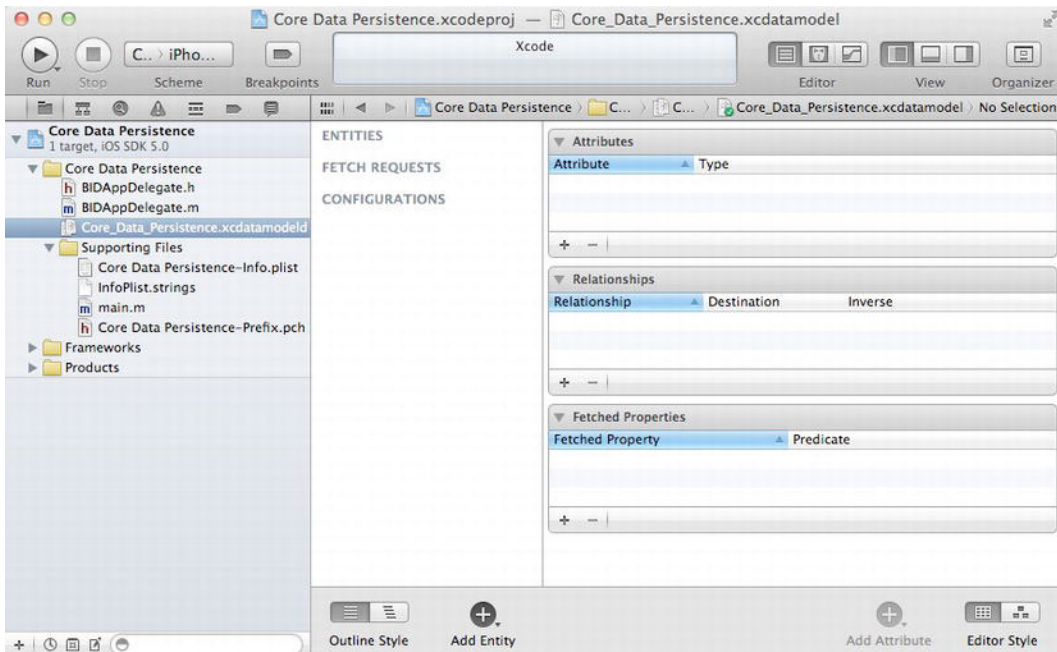 Core Data Persistence.xcodeproj — Core_Data_Persistence.xcdatamodel
C... › iPho...
Xcode
Run
Stop
Scheme
Breakpoints
Editor
View
Organizer
Core Data Persistence › C... › C... › Core_Data_Persistence.xcdatamodel › No Selection
Core Data Persistence
1 target, iOS SDK 5.0
Core Data Persistence
h BIDAppDelegate.h
m BIDAppDelegate.m
Core_Data_Persistence.xcdatamodeld
Supporting Files
Core Data Persistence-Info.plist
InfoPlist.strings
m main.m
h Core Data Persistence-Prefix.pch
Frameworks
Products
ENTITIES
FETCH REQUESTS
CONFIGURATIONS
Attributes
Attribute Type
+ −
Relationships
Relationship Destination Inverse
+ −
Fetched Properties
Fetched Property Predicate
+ −
Outline Style
Add Entity
Add Attribute
Editor Style